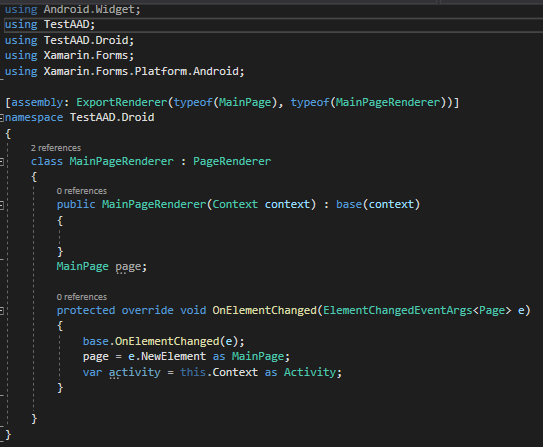 using Android.Widget;
using TestAAD;
using TestAAD.Droid;
using Xamarin.Forms;
using Xamarin.Forms.Platform.Android;
[assembly: ExportRenderer(typeof(MainPage), typeof(MainPageRenderer))]
namespace TestAAD.Droid
{
2 references
class MainPageRenderer : PageRenderer
{
0 references
public MainPageRenderer(Context context) : base(context)
{
}
MainPage page;
0 references
protected override void OnElementChanged(ElementChangedEventArgs<Page> e)
{
base.OnElementChanged(e);
page = e.NewElement as MainPage;
var activity = this.Context as Activity;
}
}
}